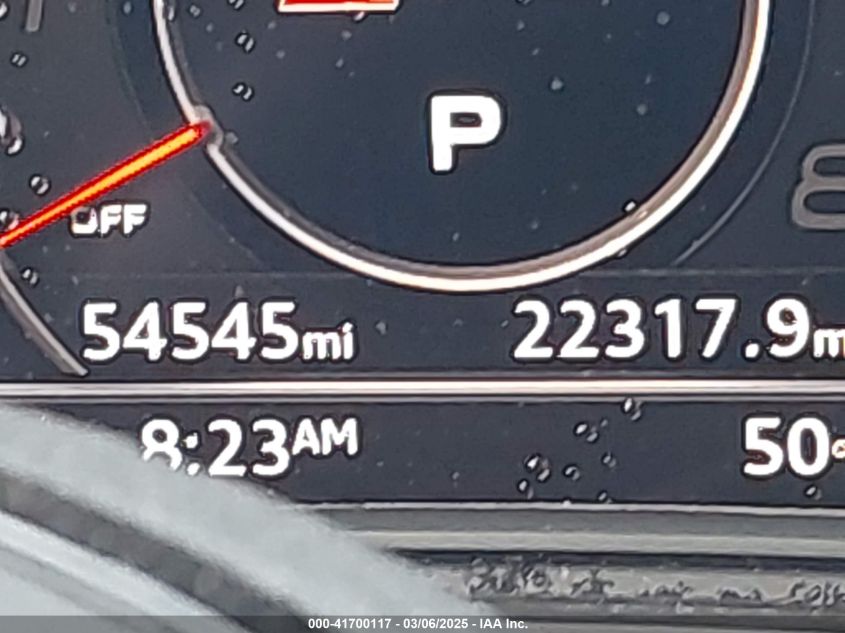 P
OFF
54545mi 22317.9m
8:23AM 50°
000-41700117 - 03/06/2025 - IAA Inc.